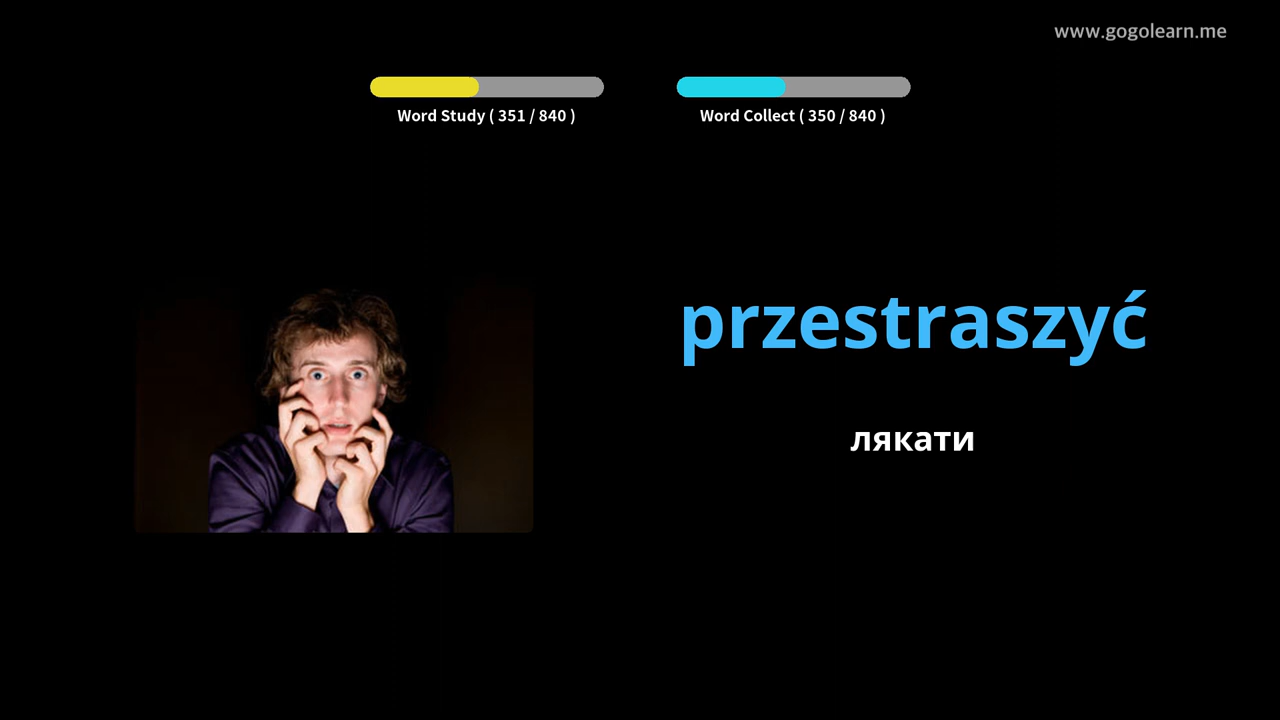 www.gogolearn.me
Word Study ( 351 / 840 )
Word Collect ( 350 / 840 )
przestraszyć
лякати